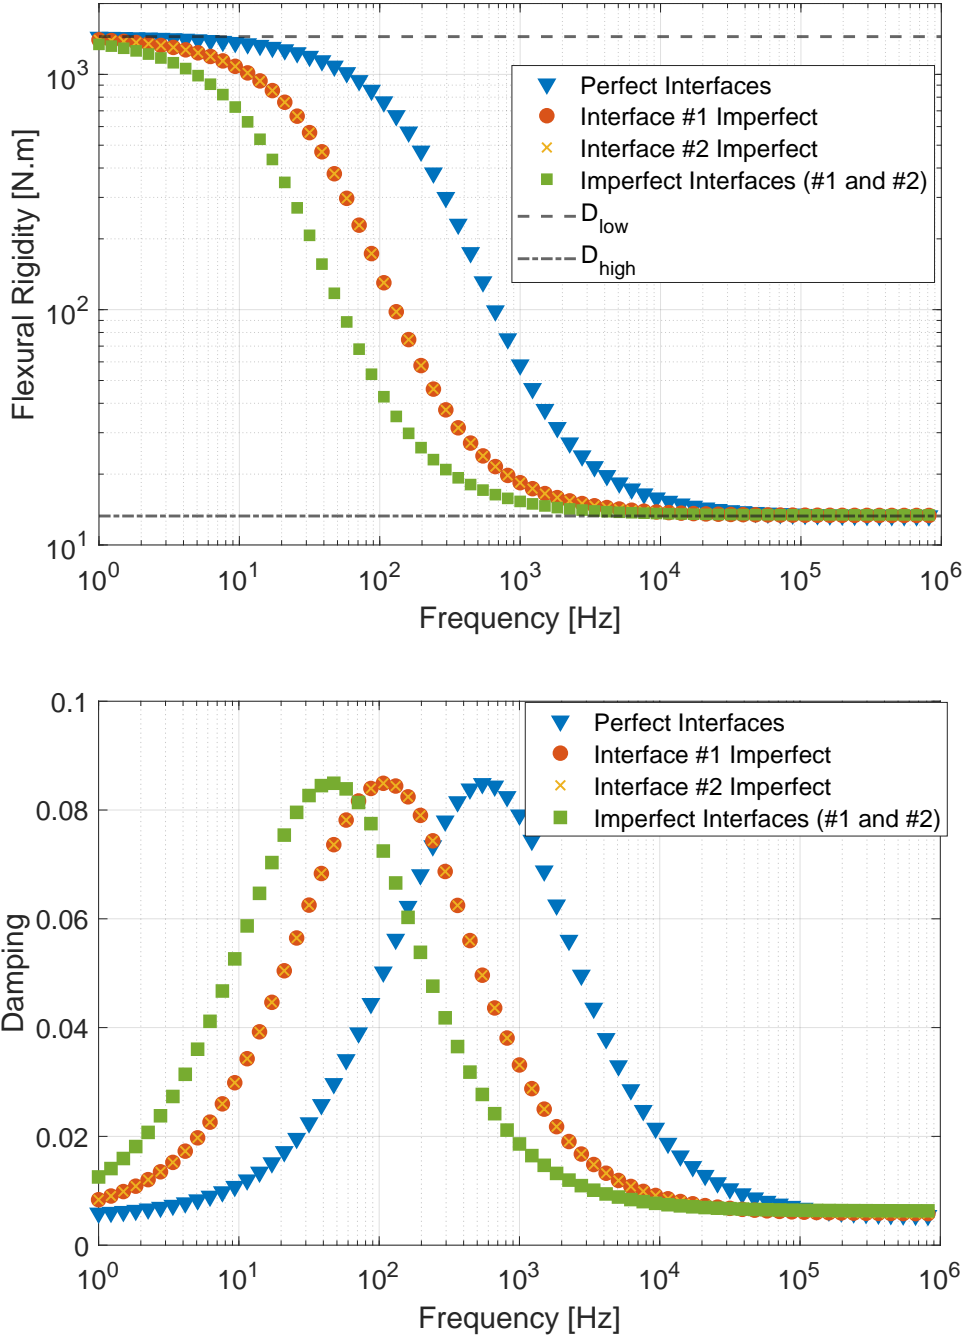 10^3
10^2
10^1
Flexural Rigidity [N.m]
Perfect Interfaces
Interface #1 Imperfect
Interface #2 Imperfect
Imperfect Interfaces (#1 and #2)
D_low
D_high
10^0 10^1 10^2 10^3 10^4 10^5 10^6
Frequency [Hz]
0.1
0.08
0.06
0.04
0.02
0
Damping
Perfect Interfaces
Interface #1 Imperfect
Interface #2 Imperfect
Imperfect Interfaces (#1 and #2)
10^0 10^1 10^2 10^3 10^4 10^5 10^6
Frequency [Hz]